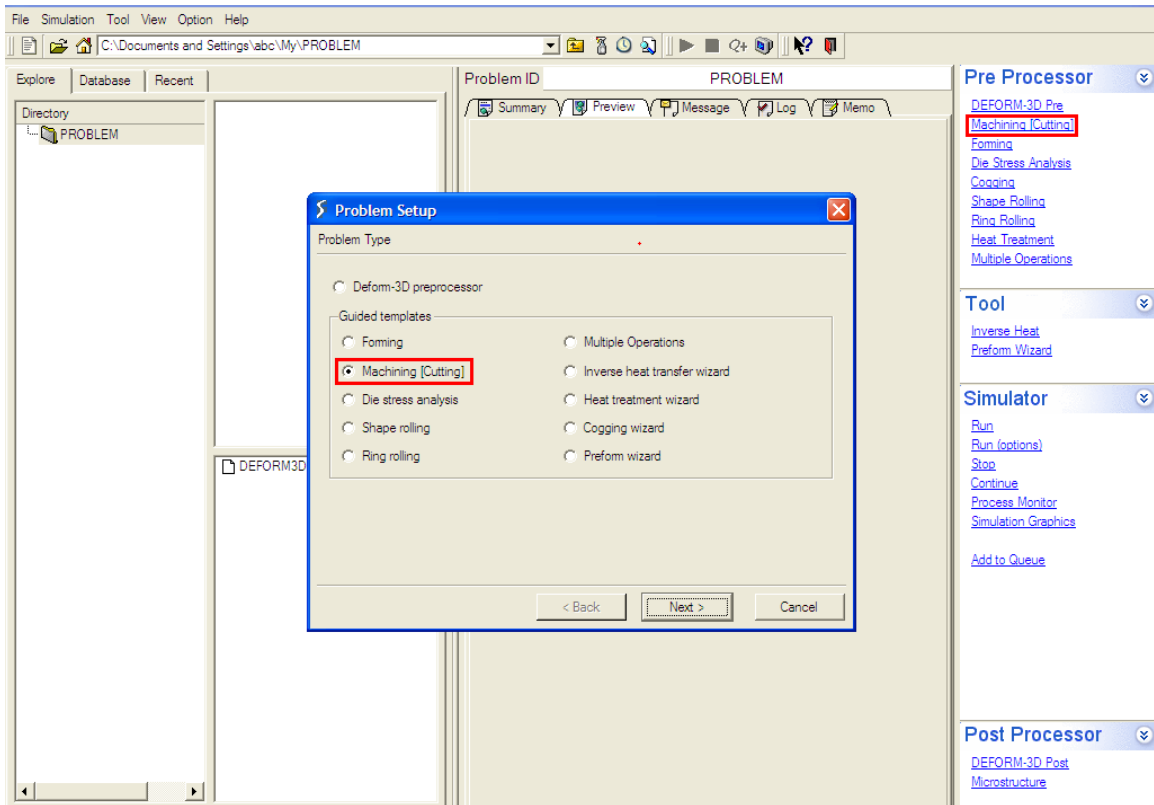 File Simulation Tool View Option Help
C:\Documents and Settings\abc\My\PROBLEM
Explore Database Recent
Directory
PROBLEM
DEFORM3D
Problem ID PROBLEM
Summary Preview Message Log Memo
Problem Setup
Problem Type
Deform-3D preprocessor
Guided templates
Forming
Machining [Cutting]
Die stress analysis
Shape rolling
Ring rolling
Multiple Operations
Inverse heat transfer wizard
Heat treatment wizard
Cogging wizard
Preform wizard
< Back Next > Cancel
Pre Processor
DEFORM-3D Pre
Machining [Cutting]
Forming
Die Stress Analysis
Cogging
Shape Rolling
Ring Rolling
Heat Treatment
Multiple Operations
Tool
Inverse Heat
Preform Wizard
Simulator
Run
Run (options)
Stop
Continue
Process Monitor
Simulation Graphics
Add to Queue
Post Processor
DEFORM-3D Post
Microstructure